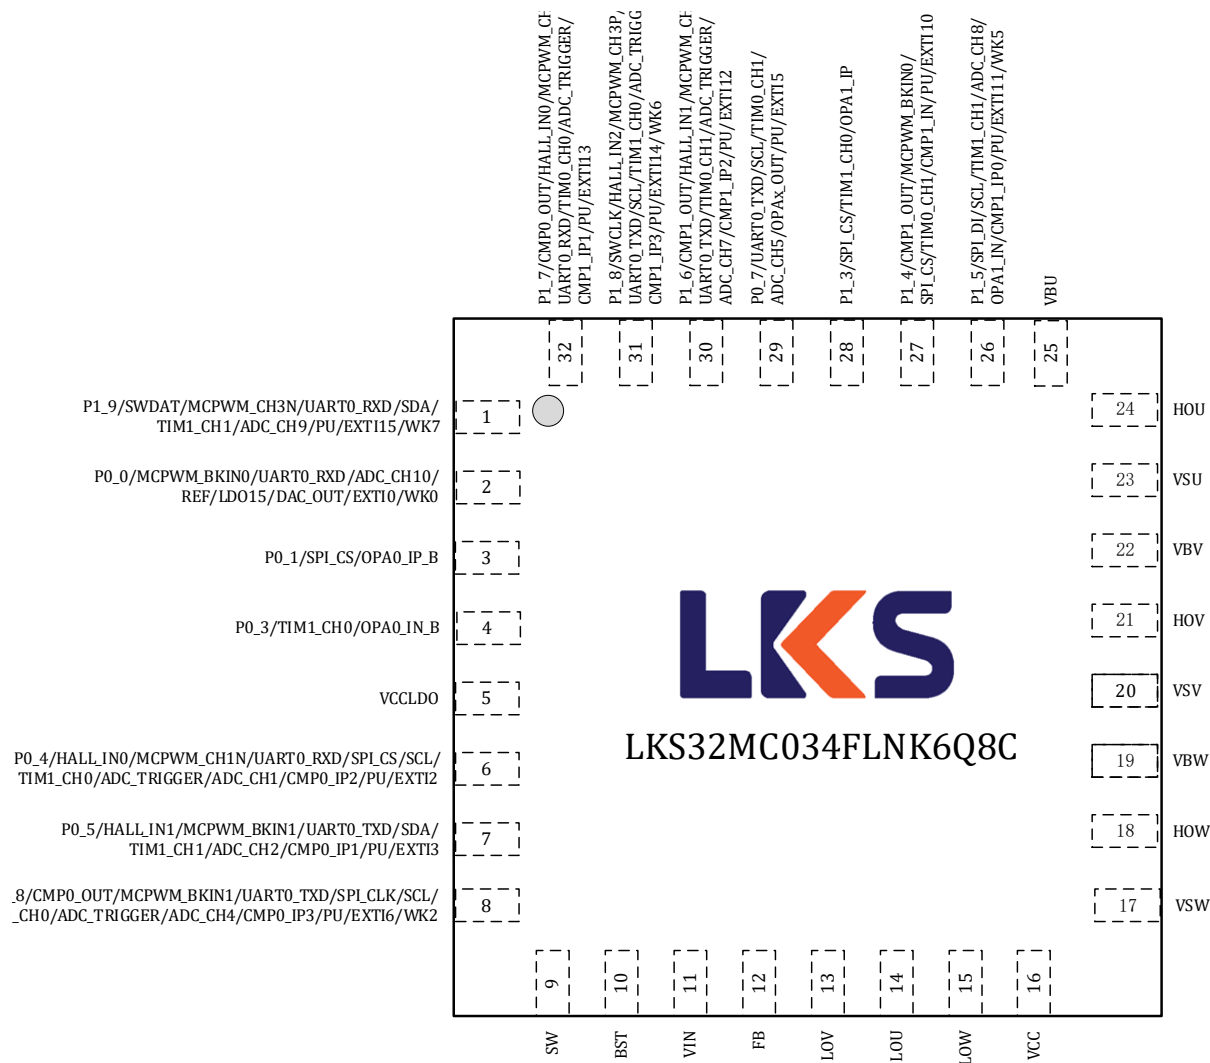 P1_7/CMP0_OUT/HALL_IN0/MCPWM_CH
UART0_RXD/TIM0_CH0/ADC_TRIGGER/
CMP1_IP1/PU/EXTI13
P1_8/SWCLK/HALL_IN2/MCPWM_CH3P/
UART0_TXD/SCL/TIM1_CH0/ADC_TRIGG
CMP1_IP3/PU/EXTI14/WK6
P1_6/CMP1_OUT/HALL_IN1/MCPWM_CH
UART0_TXD/TIM0_CH1/ADC_TRIGGER/
ADC_CH7/CMP1_IP2/PU/EXTI12
P0_7/UART0_TXD/SCL/TIM0_CH1/
ADC_CH5/OPAx_OUT/PU/EXTI5
P1_3/SPI_CS/TIM1_CH0/OPA1_IP
P1_4/CMP1_OUT/MCPWM_BKIN0/
SPI_CS/TIM0_CH1/CMP1_IN/PU/EXTI10
P1_5/SPI_DI/SCL/TIM1_CH1/ADC_CH8/
OPA1_IN/CMP1_IP0/PU/EXTI11/WK5
VBU
32
31
30
29
28
27
26
25
P1_9/SWDAT/MCPWM_CH3N/UART0_RXD/SDA/
TIM1_CH1/ADC_CH9/PU/EXTI15/WK7
1
P0_0/MCPWM_BKIN0/UART0_RXD/ADC_CH10/
REF/LDO15/DAC_OUT/EXTI0/WK0
2
P0_1/SPI_CS/OPA0_IP_B
3
P0_3/TIM1_CH0/OPA0_IN_B
4
VCCLDO
5
P0_4/HALL_IN0/MCPWM_CH1N/UART0_RXD/SPI_CS/SCL/
TIM1_CH0/ADC_TRIGGER/ADC_CH1/CMP0_IP2/PU/EXTI2
6
P0_5/HALL_IN1/MCPWM_BKIN1/UART0_TXD/SDA/
TIM1_CH1/ADC_CH2/CMP0_IP1/PU/EXTI3
7
_8/CMP0_OUT/MCPWM_BKIN1/UART0_TXD/SPI_CLK/SCL/
_CH0/ADC_TRIGGER/ADC_CH4/CMP0_IP3/PU/EXTI6/WK2
8
LKS
LKS32MC034FLNK6Q8C
24 HOU
23 VSU
22 VBV
21 HOV
20 VSV
19 VBW
18 HOW
17 VSW
9
10
11
12
13
14
15
16
SW
BST
VIN
FB
LOV
LOU
LOW
VCC